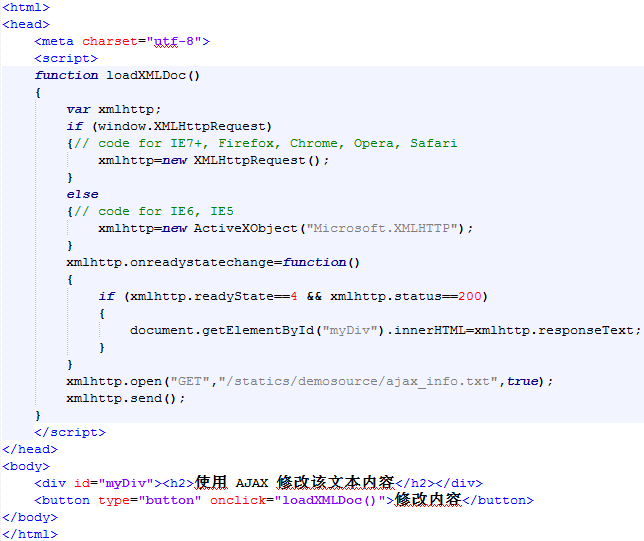 <html>
<head>
    <meta charset="utf-8">
    <script>
    function loadXMLDoc()
    {
        var xmlhttp;
        if (window.XMLHttpRequest)
        {// code for IE7+, Firefox, Chrome, Opera, Safari
            xmlhttp=new XMLHttpRequest();
        }
        else
        {// code for IE6, IE5
            xmlhttp=new ActiveXObject("Microsoft.XMLHTTP");
        }
        xmlhttp.onreadystatechange=function()
        {
            if (xmlhttp.readyState==4 && xmlhttp.status==200)
            {
                document.getElementById("myDiv").innerHTML=xmlhttp.responseText;
            }
        }
        xmlhttp.open("GET","/statics/demosource/ajax_info.txt",true);
        xmlhttp.send();
    }
    </script>
</head>
<body>
    <div id="myDiv"><h2>使用 AJAX 修改该文本内容</h2></div>
    <button type="button" onclick="loadXMLDoc()">修改内容</button>
</body>
</html>